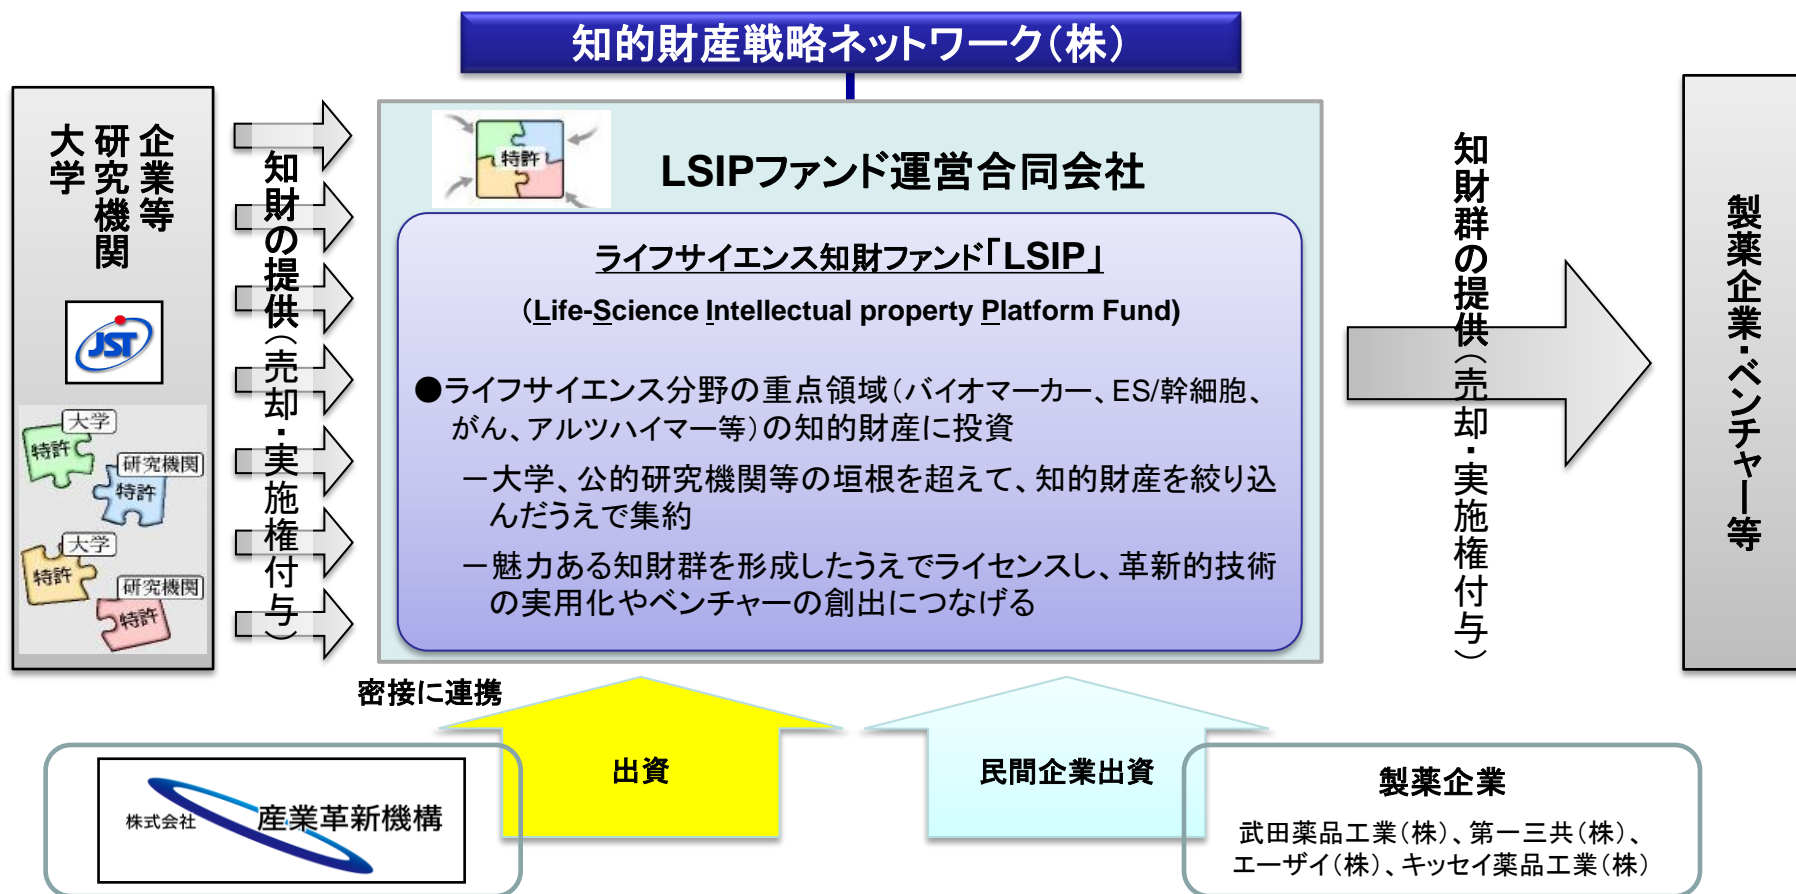 知的財産戦略ネットワーク(株)
大学
研究機関
企業等
JST
大学
特許
研究機関
特許
大学
特許
研究機関
特許
知財の提供(売却・実施権付与)
特許
LSIPファンド運営合同会社
ライフサイエンス知財ファンド「LSIP」
(Life-Science Intellectual property Platform Fund)
●ライフサイエンス分野の重点領域(バイオマーカー、ES/幹細胞、
がん、アルツハイマー等)の知的財産に投資
-大学、公的研究機関等の垣根を超えて、知的財産を絞り込
んだうえで集約
-魅力ある知財群を形成したうえでライセンスし、革新的技術
の実用化やベンチャーの創出につなげる
知財群の提供(売却・実施権付与)
製薬企業・ベンチャー等
密接に連携
株式会社 産業革新機構
出資
民間企業出資
製薬企業
武田薬品工業(株)、第一三共(株)、
エーザイ(株)、キッセイ薬品工業(株)